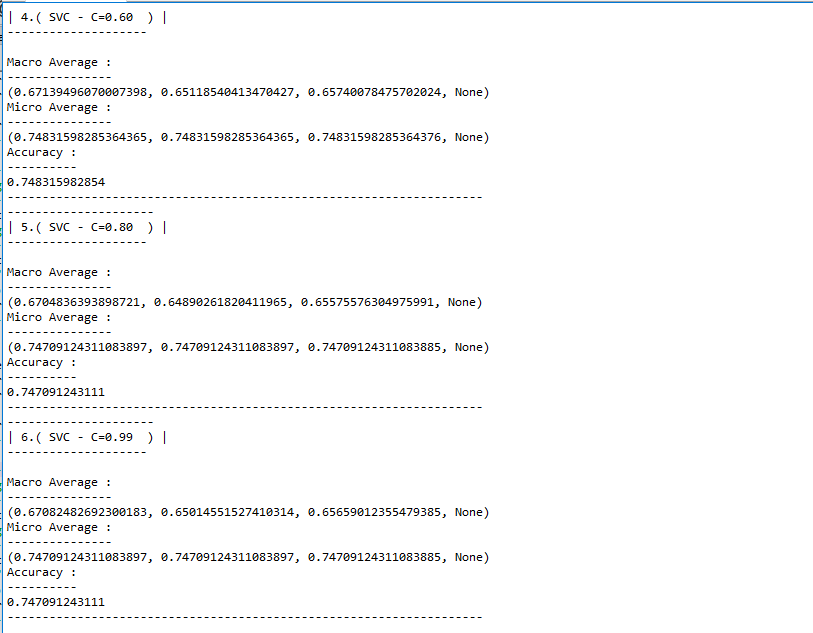 | 4.( SVC - C=0.60  ) |
--------------------
Macro Average :
---------------
(0.67139496070007398, 0.65118540413470427, 0.65740078475702024, None)
Micro Average :
---------------
(0.74831598285364365, 0.74831598285364365, 0.74831598285364376, None)
Accuracy :
----------
0.748315982854
--------------------------------------------------------------------
---------------------
| 5.( SVC - C=0.80  ) |
--------------------
Macro Average :
---------------
(0.6704836393898721, 0.64890261820411965, 0.65575576304975991, None)
Micro Average :
---------------
(0.74709124311083897, 0.74709124311083897, 0.74709124311083885, None)
Accuracy :
----------
0.747091243111
--------------------------------------------------------------------
---------------------
| 6.( SVC - C=0.99  ) |
--------------------
Macro Average :
---------------
(0.67082482692300183, 0.65014551527410314, 0.65659012355479385, None)
Micro Average :
---------------
(0.74709124311083897, 0.74709124311083897, 0.74709124311083885, None)
Accuracy :
----------
0.747091243111
--------------------------------------------------------------------